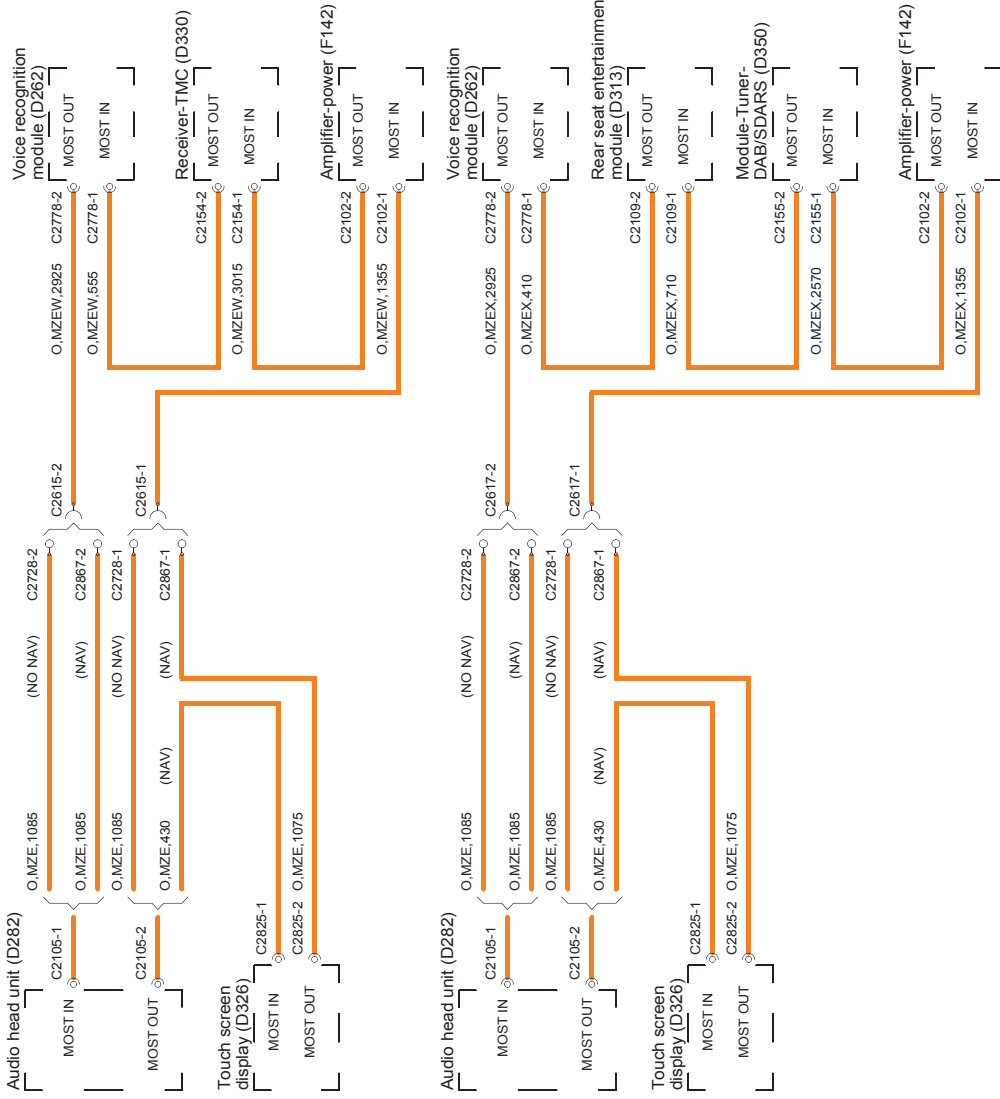 Audio head unit (D282)
MOST IN
MOST OUT
C2105-1
C2105-2
O,MZE,1085
O,MZE,1085
O,MZE,1085
O,MZE,430
(NO NAV)
(NAV)
(NO NAV)
(NAV)
(NAV)
C2728-2
C2867-2
C2728-1
C2867-1
C2615-2
C2615-1
Touch screen
display (D326)
MOST IN
MOST OUT
C2825-1
C2825-2
O,MZE,1075
O,MZEW,2925
O,MZEW,555
O,MZEW,3015
O,MZEW,1355
C2778-2
C2778-1
C2154-2
C2154-1
C2102-2
C2102-1
Voice recognition
module (D262)
MOST OUT
MOST IN
Receiver-TMC (D330)
MOST OUT
MOST IN
Amplifier-power (F142)
MOST OUT
MOST IN
Audio head unit (D282)
MOST IN
MOST OUT
C2105-1
C2105-2
O,MZE,1085
O,MZE,1085
O,MZE,1085
O,MZE,430
(NO NAV)
(NAV)
(NO NAV)
(NAV)
(NAV)
C2728-2
C2867-2
C2728-1
C2867-1
C2617-2
C2617-1
Touch screen
display (D326)
MOST IN
MOST OUT
C2825-1
C2825-2
O,MZE,1075
O,MZEX,2925
O,MZEX,410
O,MZEX,710
O,MZEX,2570
O,MZEX,1355
C2778-2
C2778-1
C2109-2
C2109-1
C2155-2
C2155-1
C2102-2
C2102-1
Voice recognition
module (D262)
MOST OUT
MOST IN
Rear seat entertainment
module (D313)
MOST OUT
MOST IN
Module-Tuner-
DAB/SDARS (D350)
MOST OUT
MOST IN
Amplifier-power (F142)
MOST OUT
MOST IN